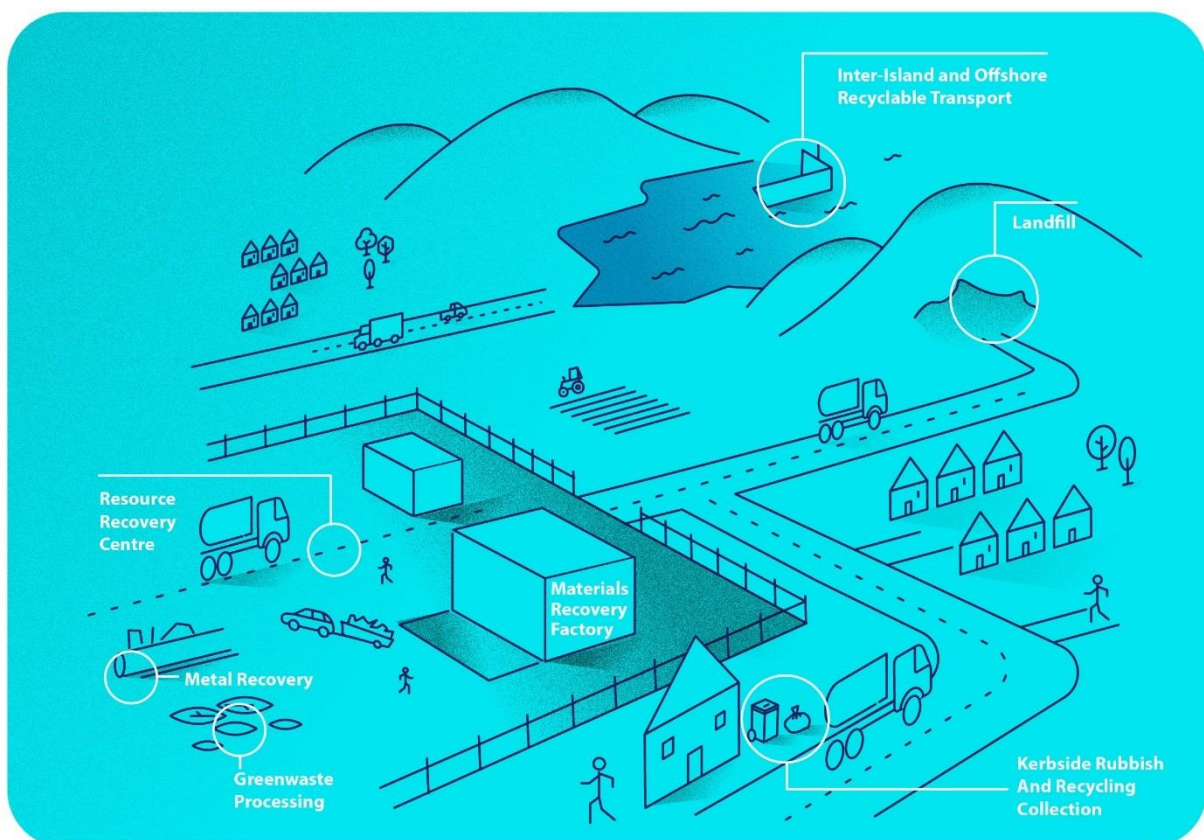 Inter-Island and Offshore
Recyclable Transport
Landfill
Resource
Recovery
Centre
Materials
Recovery
Factory
Metal Recovery
Greenwaste
Processing
Kerbside Rubbish
And Recycling
Collection